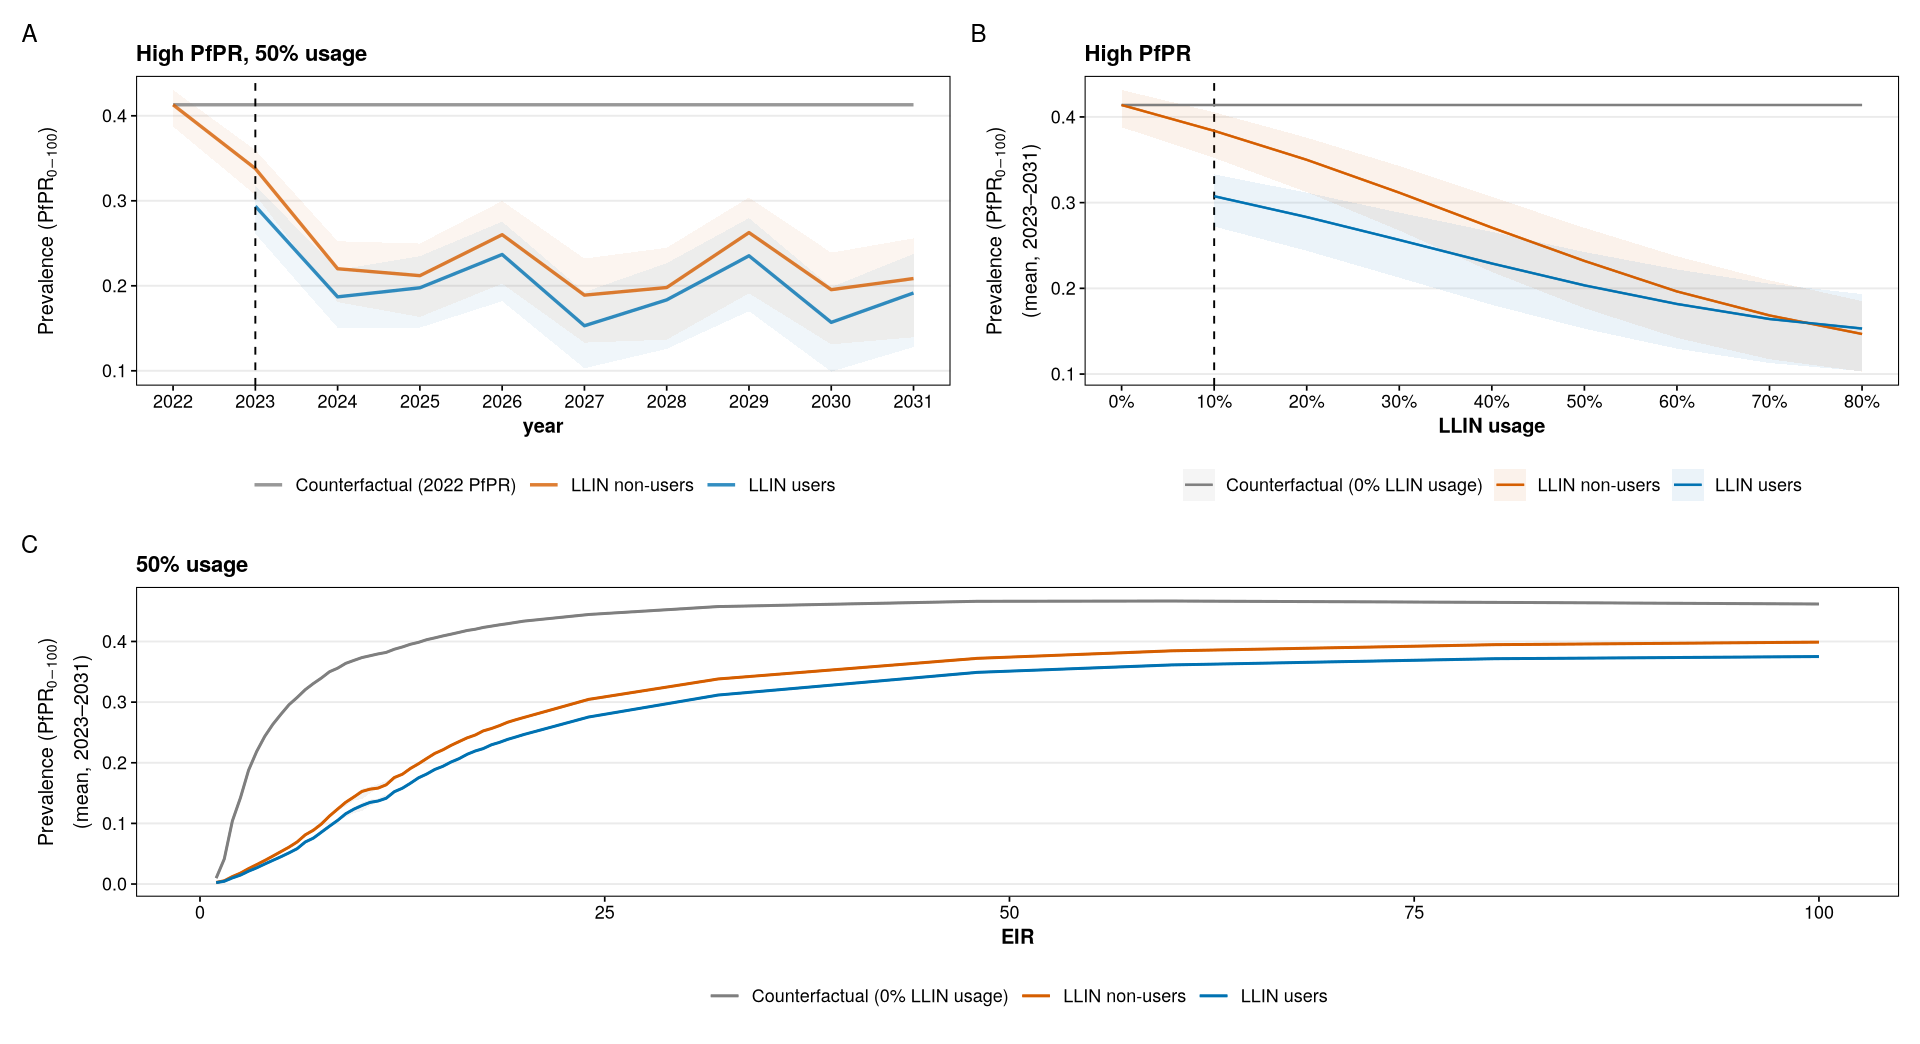 A
High PfPR, 50% usage
Prevalence (PfPR0−100)
0.4
0.3
0.2
0.1
2022 2023 2024 2025 2026 2027 2028 2029 2030 2031
year
Counterfactual (2022 PfPR) LLIN non-users LLIN users
B
High PfPR
Prevalence (PfPR0−100)
(mean, 2023–2031)
0.4
0.3
0.2
0.1
0% 10% 20% 30% 40% 50% 60% 70% 80%
LLIN usage
Counterfactual (0% LLIN usage) LLIN non-users LLIN users
C
50% usage
Prevalence (PfPR0−100)
(mean, 2023–2031)
0.4
0.3
0.2
0.1
0.0
0 25 50 75 100
EIR
Counterfactual (0% LLIN usage) LLIN non-users LLIN users